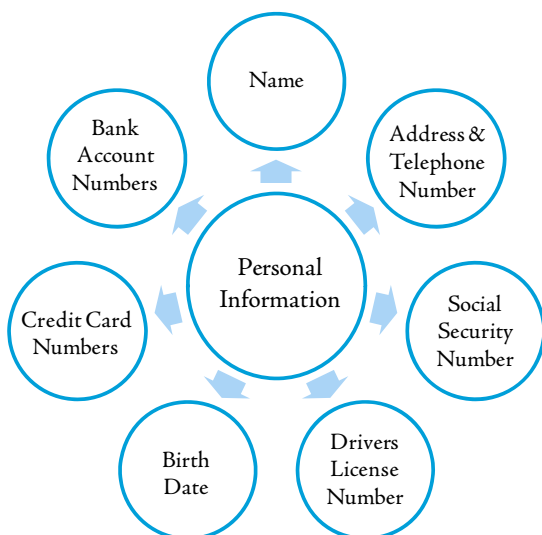 Name
Address &
Telephone
Number
Social
Security
Number
Drivers
License
Number
Birth
Date
Credit Card
Numbers
Bank
Account
Numbers
Personal
Information